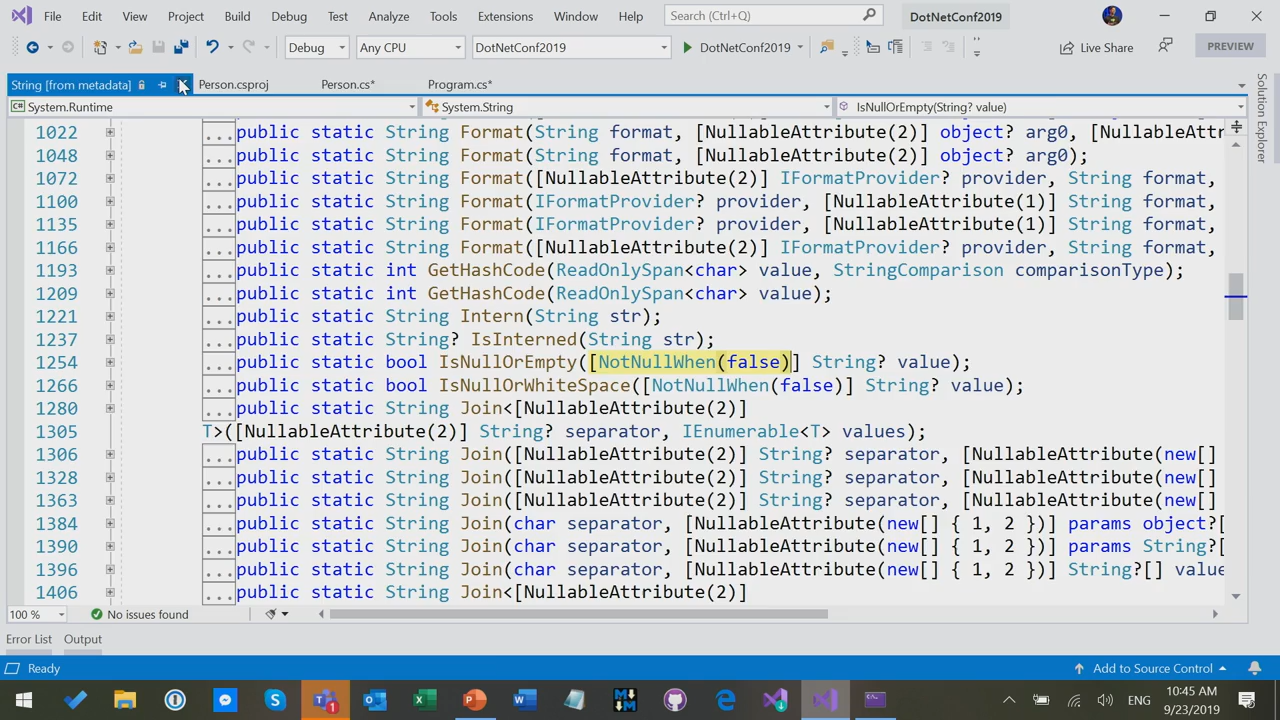 File Edit View Project Build Debug Test Analyze Tools Extensions Window Help Search (Ctrl+Q) DotNetConf2019
Debug Any CPU DotNetConf2019 DotNetConf2019 Live Share PREVIEW
String [from metadata] Person.csproj Person.cs* Program.cs*
C# System.Runtime System.String IsNullOrEmpty(String? value)
Solution Explorer
1022 ...public static String Format(String format, [NullableAttribute(2)] object? arg0, [NullableAttr
1048 ...public static String Format(String format, [NullableAttribute(2)] object? arg0);
1072 ...public static String Format([NullableAttribute(2)] IFormatProvider? provider, String format,
1100 ...public static String Format(IFormatProvider? provider, [NullableAttribute(1)] String format,
1135 ...public static String Format(IFormatProvider? provider, [NullableAttribute(1)] String format,
1166 ...public static String Format([NullableAttribute(2)] IFormatProvider? provider, String format,
1193 ...public static int GetHashCode(ReadOnlySpan<char> value, StringComparison comparisonType);
1209 ...public static int GetHashCode(ReadOnlySpan<char> value);
1221 ...public static String Intern(String str);
1237 ...public static String? IsInterned(String str);
1254 ...public static bool IsNullOrEmpty([NotNullWhen(false)] String? value);
1266 ...public static bool IsNullOrWhiteSpace([NotNullWhen(false)] String? value);
1280 ...public static String Join<[NullableAttribute(2)]
1305 T>([NullableAttribute(2)] String? separator, IEnumerable<T> values);
1306 ...public static String Join([NullableAttribute(2)] String? separator, [NullableAttribute(new[]
1328 ...public static String Join([NullableAttribute(2)] String? separator, [NullableAttribute(new[]
1363 ...public static String Join([NullableAttribute(2)] String? separator, [NullableAttribute(new[]
1384 ...public static String Join(char separator, [NullableAttribute(new[] { 1, 2 })] params object?[
1390 ...public static String Join(char separator, [NullableAttribute(new[] { 1, 2 })] params String?[
1396 ...public static String Join(char separator, [NullableAttribute(new[] { 1, 2 })] String?[] value
1406 ...public static String Join<[NullableAttribute(2)]
100 % No issues found
Error List Output
Ready Add to Source Control
ENG 10:45 AM
9/23/2019